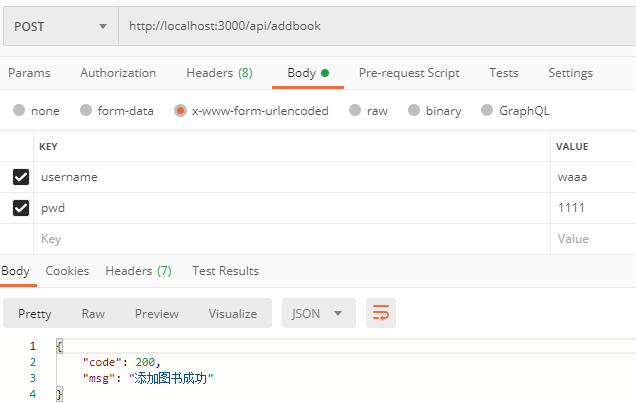 POST http://localhost:3000/api/addbook
Params Authorization Headers (8) Body Pre-request Script Tests Settings
none form-data x-www-form-urlencoded raw binary GraphQL
KEY VALUE
username waaa
pwd 1111
Key Value
Body Cookies Headers (7) Test Results
Pretty Raw Preview Visualize JSON
1 {
2 "code": 200,
3 "msg": "添加图书成功"
4 }